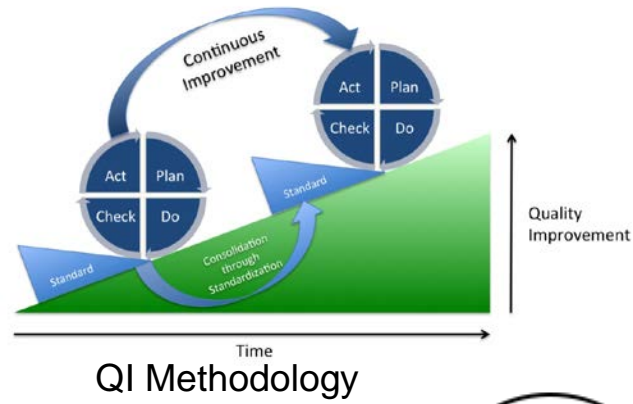 Continuous
Improvement
Act Plan
Check Do
Act Plan
Check Do
Standard
Standard
Consolidation
through
Standardization
Quality
Improvement
Time
QI Methodology